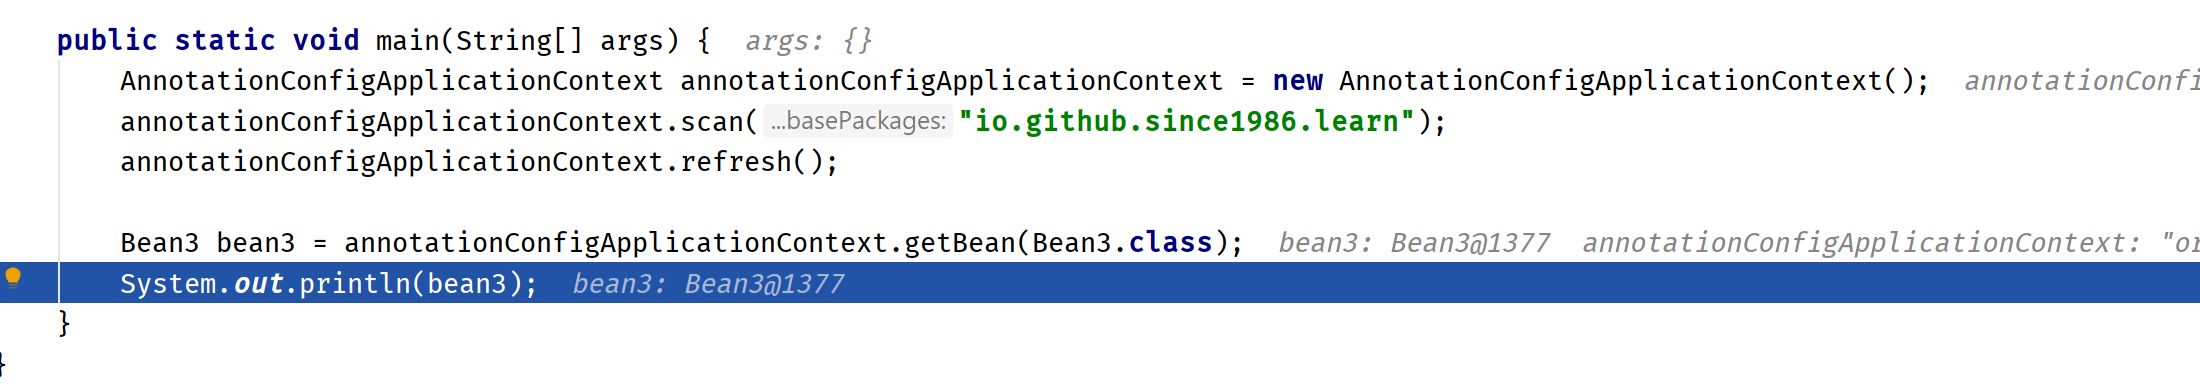 public static void main(String[] args) { args: {}
AnnotationConfigApplicationContext annotationConfigApplicationContext = new AnnotationConfigApplicationContext(); annotationConfi
annotationConfigApplicationContext.scan( ...basePackages: "io.github.since1986.learn");
annotationConfigApplicationContext.refresh();
Bean3 bean3 = annotationConfigApplicationContext.getBean(Bean3.class); bean3: Bean3@1377 annotationConfigApplicationContext: "or
System.out.println(bean3); bean3: Bean3@1377
}
}